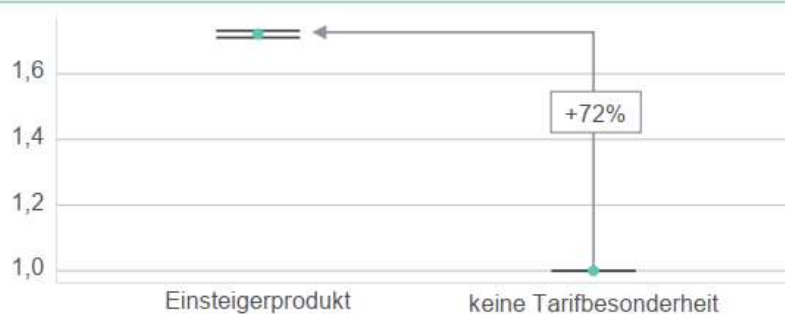 1,6
+72%
1,4
1,2
1,0
Einsteigerprodukt
keine Tarifbesonderheit